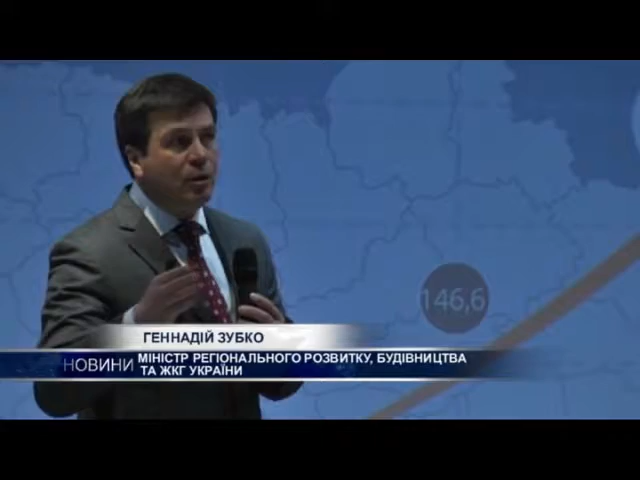 146,6
ГЕННАДІЙ ЗУБКО
НОВИНИ
МІНІСТР РЕГІОНАЛЬНОГО РОЗВИТКУ, БУДІВНИЦТВА
ТА ЖКГ УКРАЇНИ